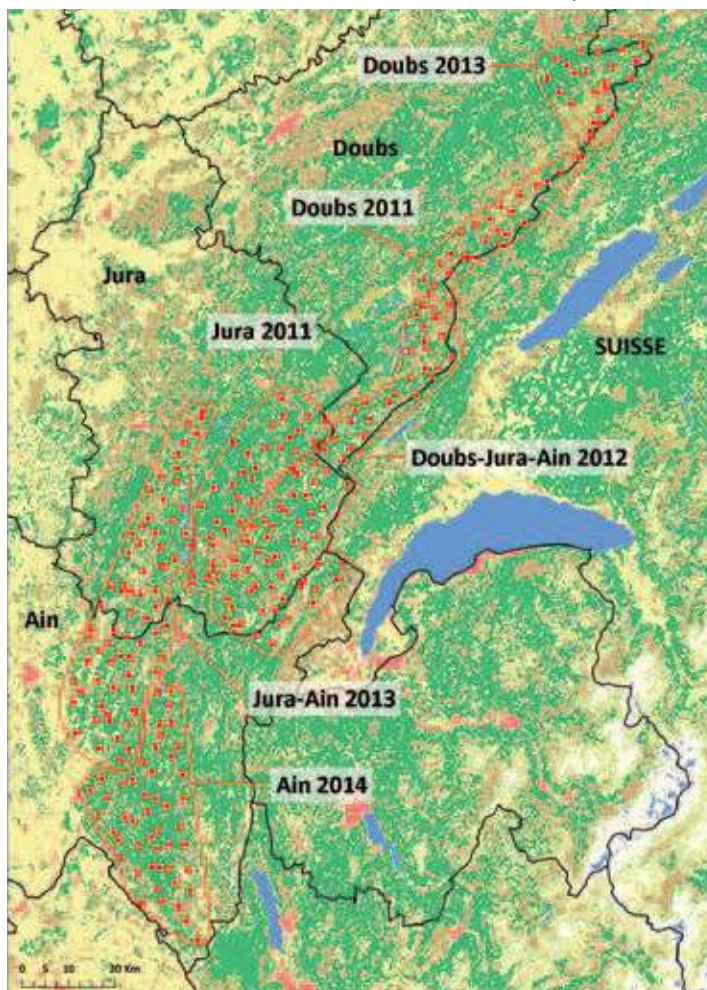 Doubs 2013
Doubs
Doubs 2011
Jura
Jura 2011
SUISSE
Doubs-Jura-Ain 2012
Ain
Jura-Ain 2013
Ain 2014
0 5 10 20 Km